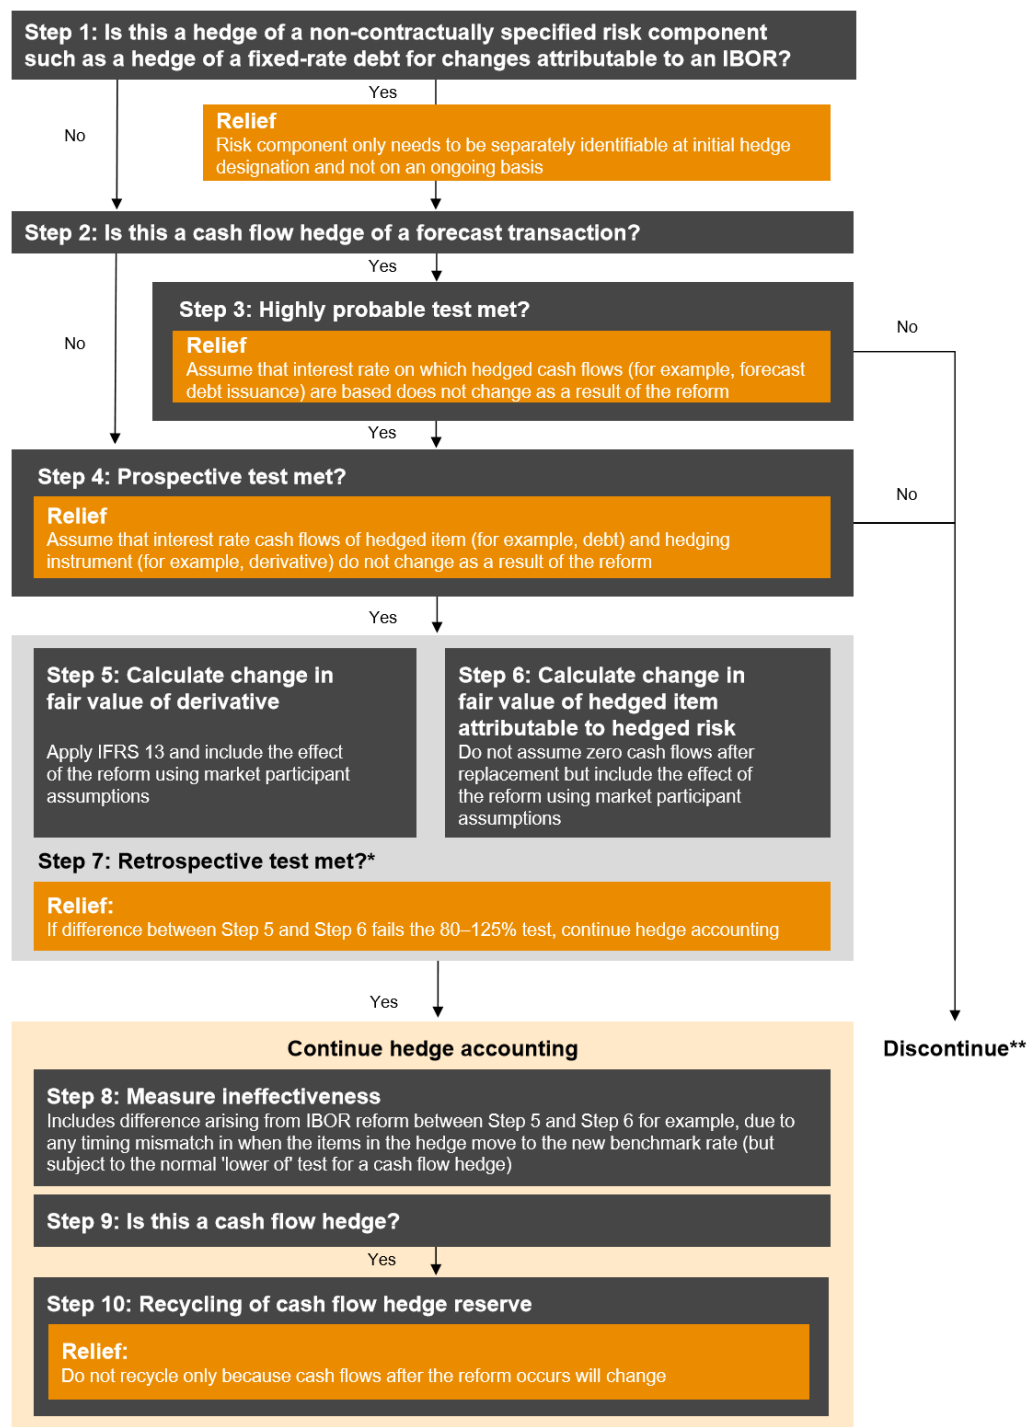 Step 1: Is this a hedge of a non-contractually specified risk component
such as a hedge of a fixed-rate debt for changes attributable to an IBOR?
Yes
No
Relief
Risk component only needs to be separately identifiable at initial hedge
designation and not on an ongoing basis
Step 2: Is this a cash flow hedge of a forecast transaction?
Yes
No
Step 3: Highly probable test met?
Relief
Assume that interest rate on which hedged cash flows (for example, forecast
debt issuance) are based does not change as a result of the reform
No
Yes
Step 4: Prospective test met?
Relief
Assume that interest rate cash flows of hedged item (for example, debt) and hedging
instrument (for example, derivative) do not change as a result of the reform
No
Yes
Step 5: Calculate change in
fair value of derivative
Apply IFRS 13 and include the effect
of the reform using market participant
assumptions
Step 6: Calculate change in
fair value of hedged item
attributable to hedged risk
Do not assume zero cash flows after
replacement but include the effect of
the reform using market participant
assumptions
Step 7: Retrospective test met?*
Relief:
If difference between Step 5 and Step 6 fails the 80–125% test, continue hedge accounting
Yes
Continue hedge accounting
Discontinue**
Step 8: Measure ineffectiveness
Includes difference arising from IBOR reform between Step 5 and Step 6 for example, due to
any timing mismatch in when the items in the hedge move to the new benchmark rate (but
subject to the normal 'lower of' test for a cash flow hedge)
Step 9: Is this a cash flow hedge?
Yes
Step 10: Recycling of cash flow hedge reserve
Relief:
Do not recycle only because cash flows after the reform occurs will change